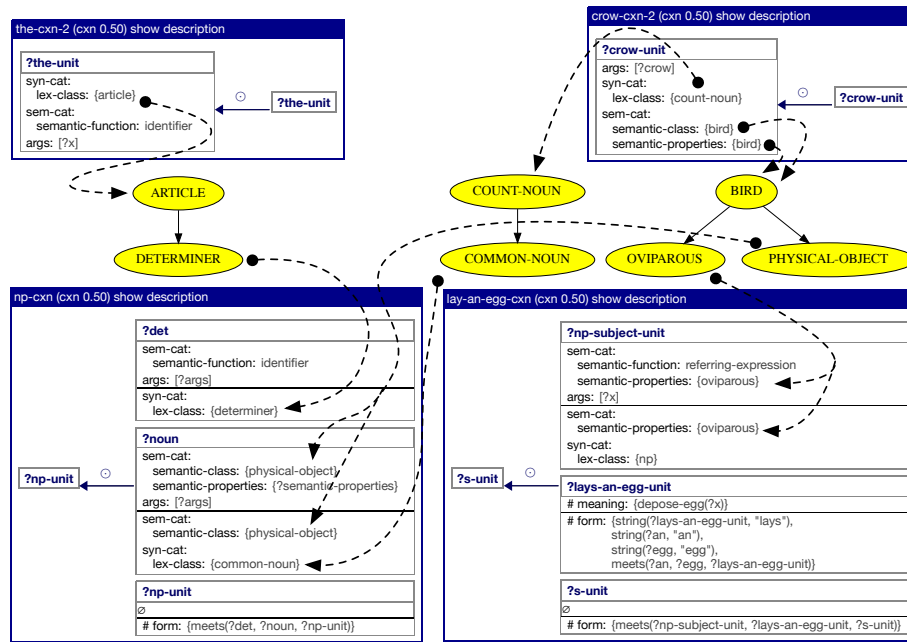 the-cxn-2 (cxn 0.50) show description
?the-unit
syn-cat:
lex-class: {article}
sem-cat:
semantic-function: identifier
args: [?x]
⊙
?the-unit
crow-cxn-2 (cxn 0.50) show description
?crow-unit
args: [?crow]
syn-cat:
lex-class: {count-noun}
sem-cat:
semantic-class: {bird}
semantic-properties: {bird}
⊙
?crow-unit
ARTICLE
COUNT-NOUN
BIRD
DETERMINER
COMMON-NOUN
OVIPAROUS
PHYSICAL-OBJECT
np-cxn (cxn 0.50) show description
?det
sem-cat:
semantic-function: identifier
args: [?args]
syn-cat:
lex-class: {determiner}
?noun
sem-cat:
semantic-class: {physical-object}
semantic-properties: {?semantic-properties}
args: [?args]
sem-cat:
semantic-class: {physical-object}
syn-cat:
lex-class: {common-noun}
?np-unit
⊙
?np-unit
∅
# form: {meets(?det, ?noun, ?np-unit)}
lay-an-egg-cxn (cxn 0.50) show description
?np-subject-unit
sem-cat:
semantic-function: referring-expression
semantic-properties: {oviparous}
args: [?x]
sem-cat:
semantic-properties: {oviparous}
syn-cat:
lex-class: {np}
?s-unit
⊙
?lays-an-egg-unit
# meaning: {depose-egg(?x)}
# form: {string(?lays-an-egg-unit, "lays"),
string(?an, "an"),
string(?egg, "egg"),
meets(?an, ?egg, ?lays-an-egg-unit)}
?s-unit
∅
# form: {meets(?np-subject-unit, ?lays-an-egg-unit, ?s-unit)}